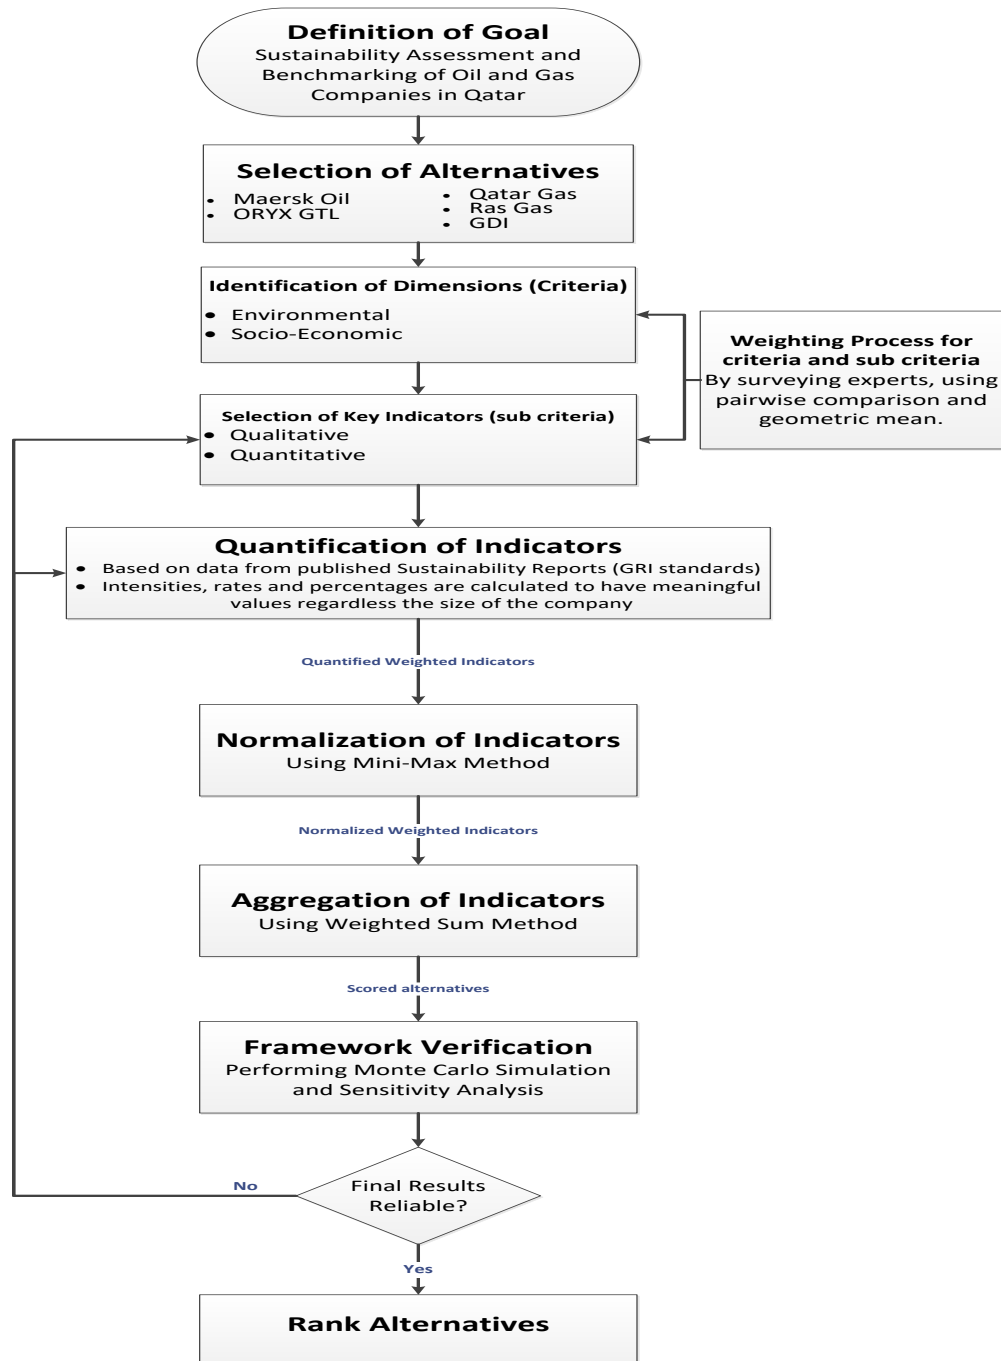 Definition of Goal
Sustainability Assessment and
Benchmarking of Oil and Gas
Companies in Qatar
Selection of Alternatives
• Maersk Oil
• ORYX GTL
• Qatar Gas
• Ras Gas
• GDI
Identification of Dimensions (Criteria)
• Environmental
• Socio-Economic
Weighting Process for
criteria and sub criteria
By surveying experts, using
pairwise comparison and
geometric mean.
Selection of Key Indicators (sub criteria)
• Qualitative
• Quantitative
Quantification of Indicators
• Based on data from published Sustainability Reports (GRI standards)
• Intensities, rates and percentages are calculated to have meaningful
values regardless the size of the company
Quantified Weighted Indicators
Normalization of Indicators
Using Mini-Max Method
Normalized Weighted Indicators
Aggregation of Indicators
Using Weighted Sum Method
Scored alternatives
Framework Verification
Performing Monte Carlo Simulation
and Sensitivity Analysis
No
Final Results
Reliable?
Yes
Rank Alternatives